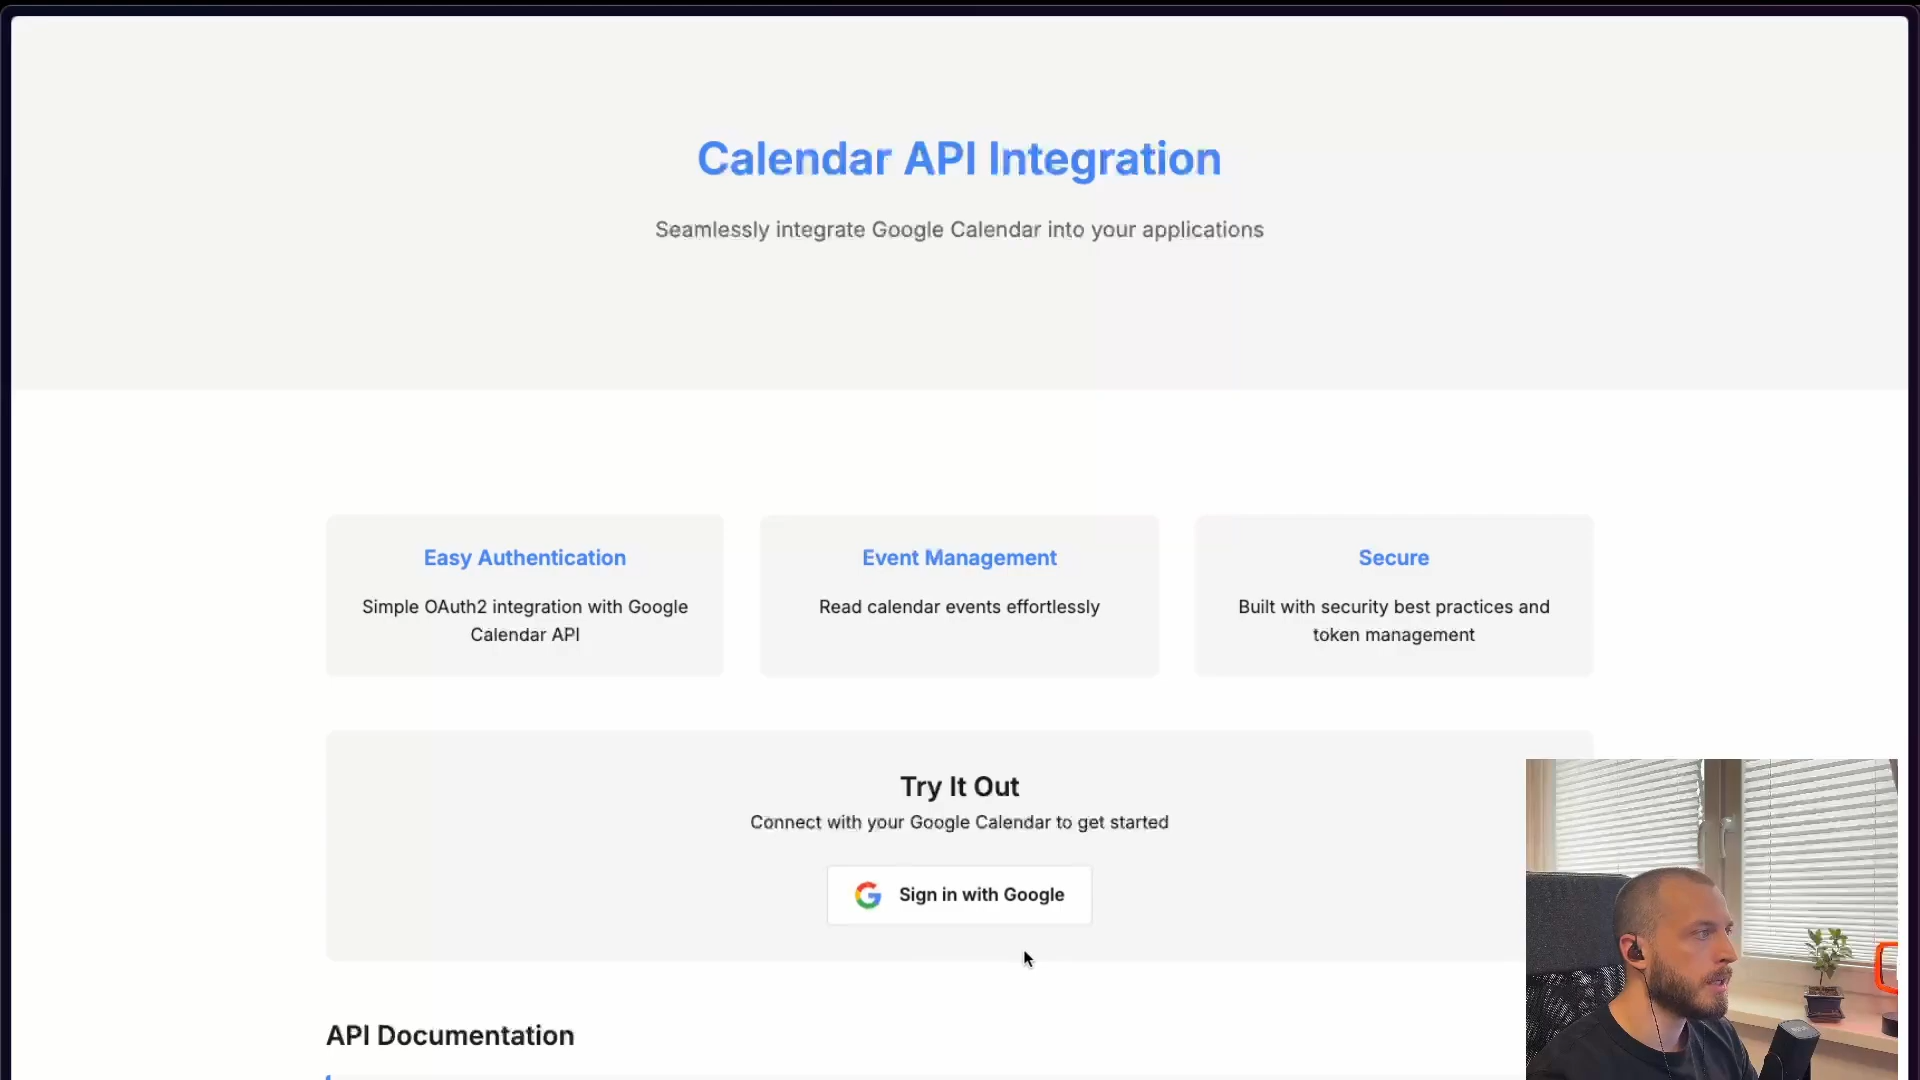 Calendar API Integration
Seamlessly integrate Google Calendar into your applications
Easy Authentication
Simple OAuth2 integration with Google
Calendar API
Event Management
Read calendar events effortlessly
Secure
Built with security best practices and
token management
Try It Out
Connect with your Google Calendar to get started
Sign in with Google
API Documentation